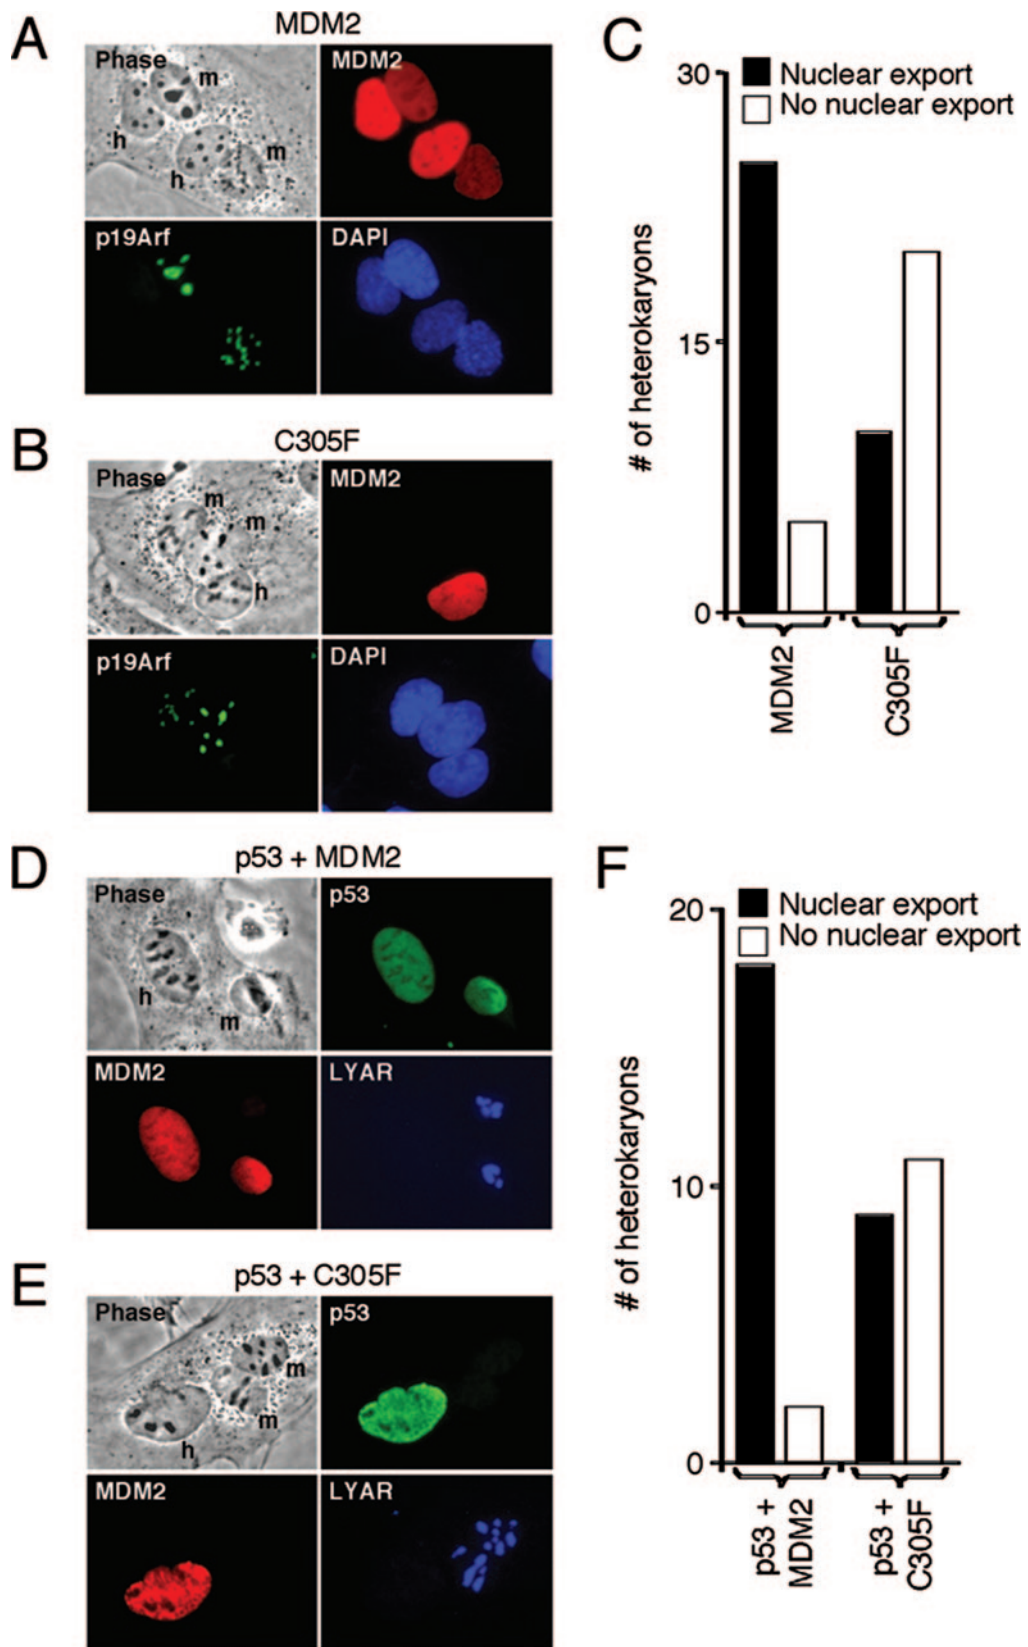 A
MDM2
Phase
m
h
m
h
MDM2
p19Arf
DAPI
B
C305F
Phase
m
m
h
MDM2
p19Arf
DAPI
C
Nuclear export
No nuclear export
30
15
0
# of heterokaryons
MDM2
C305F
D
p53 + MDM2
Phase
h
m
p53
MDM2
LYAR
E
p53 + C305F
Phase
m
m
h
p53
MDM2
LYAR
F
Nuclear export
No nuclear export
20
10
0
# of heterokaryons
p53 +
MDM2
p53 +
C305F